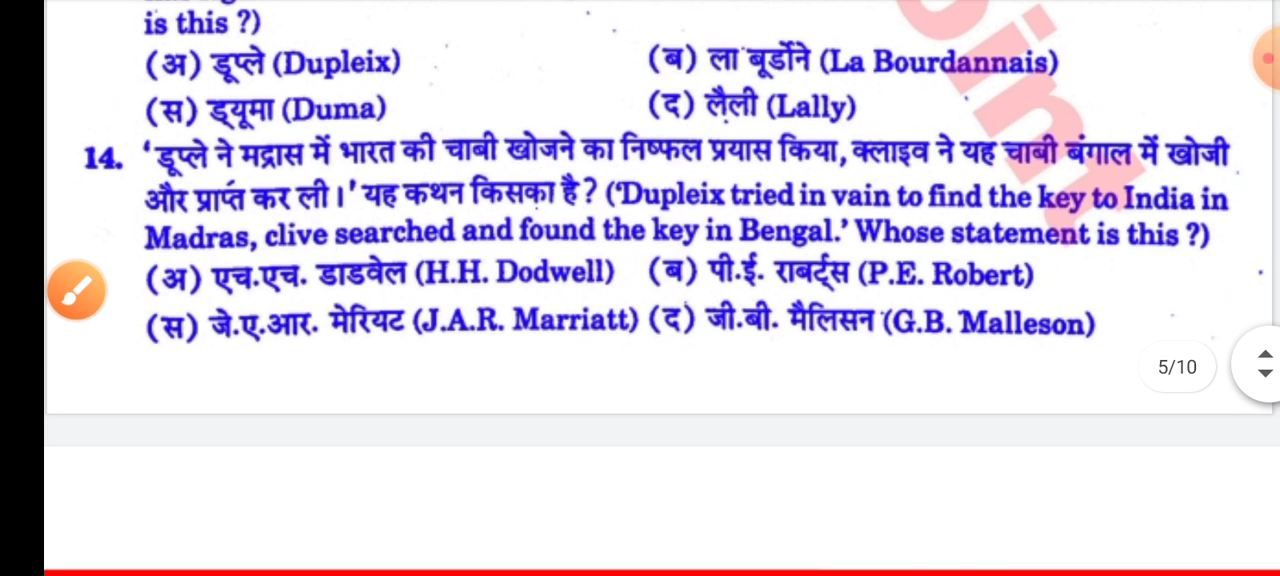 is this ?)
(अ) डूप्ले (Dupleix) (ब) ला बूर्डोने (La Bourdannais)
(स) ड्यूमा (Duma) (द) लैली (Lally)
14. ‘डूप्ले ने मद्रास में भारत की चाबी खोजने का निष्फल प्रयास किया, क्लाइव ने यह चाबी बंगाल में खोजी
और प्राप्त कर ली।’ यह कथन किसका है? (‘Dupleix tried in vain to find the key to India in
Madras, clive searched and found the key in Bengal.’ Whose statement is this ?)
(अ) एच.एच. डाडवेल (H.H. Dodwell) (ब) पी.ई. राबर्ट्स (P.E. Robert)
(स) जे.ए.आर. मेरियट (J.A.R. Marriatt) (द) जी.बी. मैलिसन (G.B. Malleson)
5/10